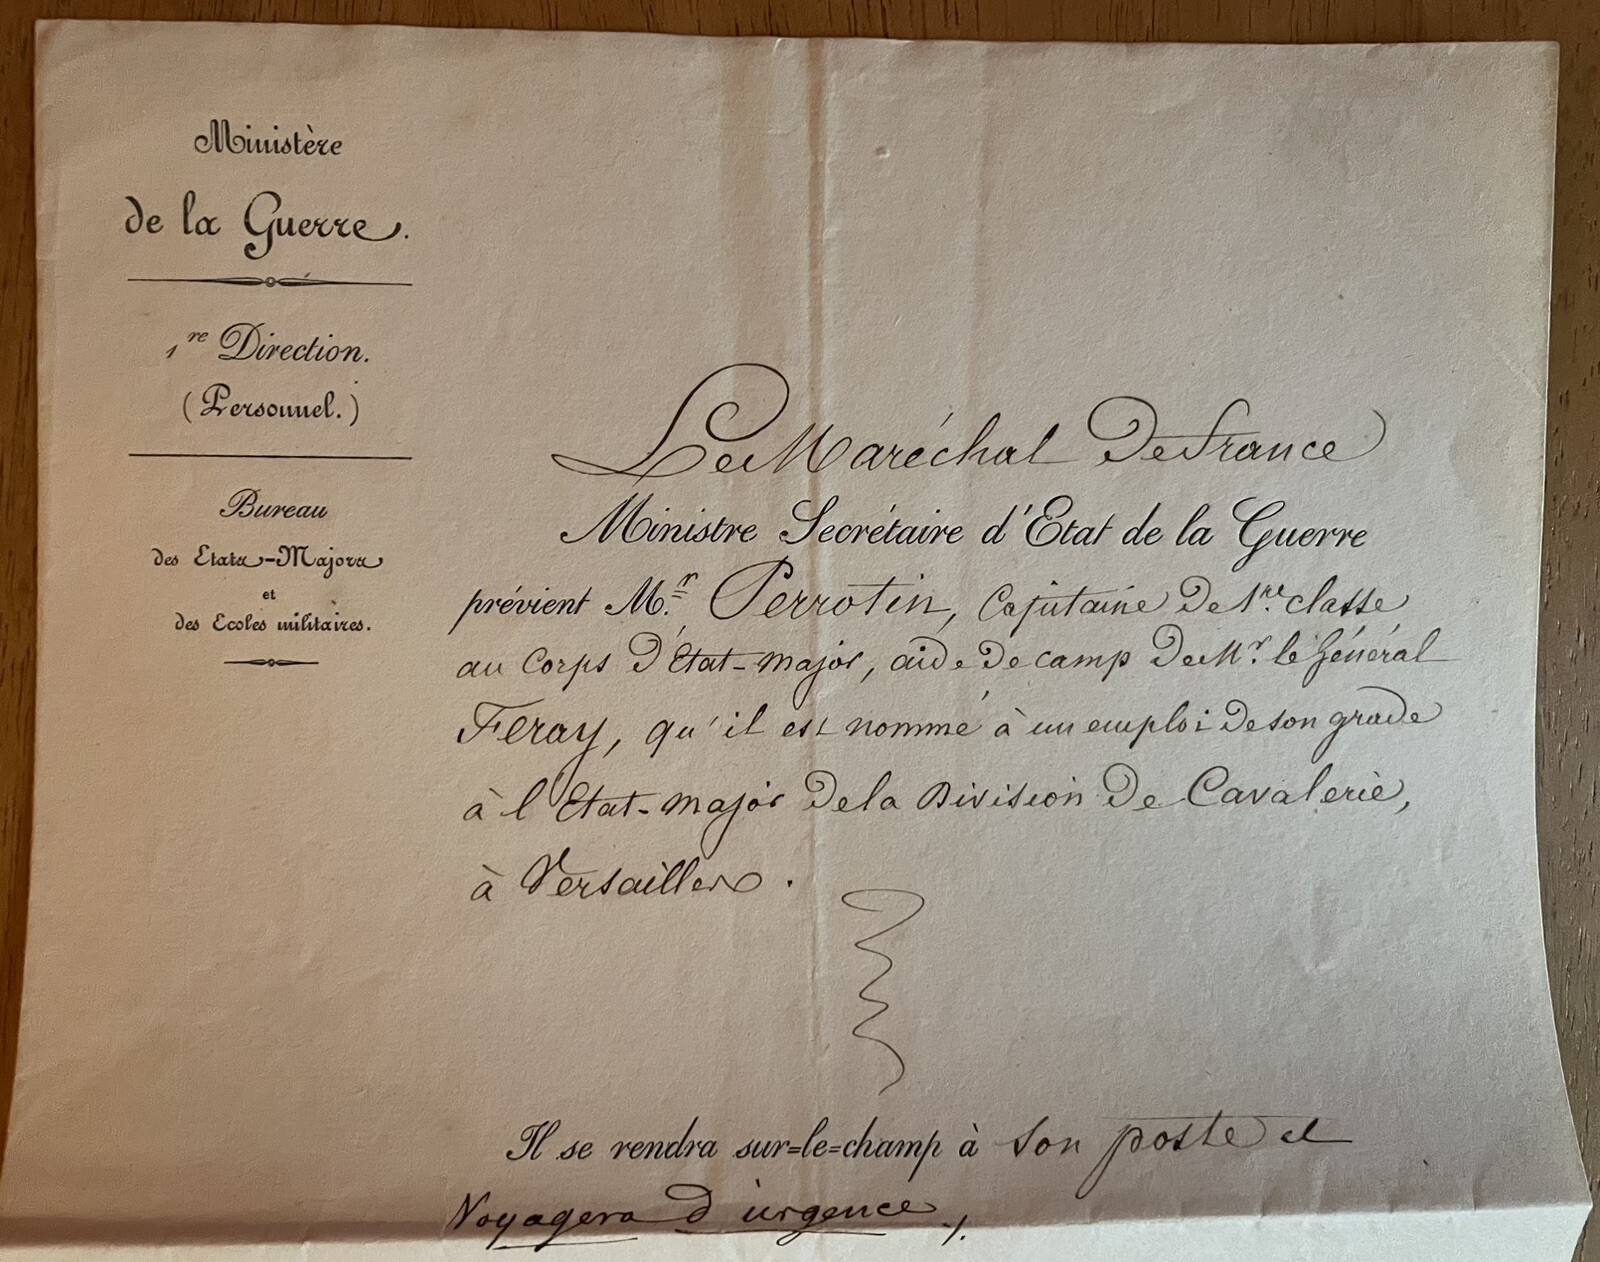 Ministère
de la Guerre.
1re Direction.
(Personnel.)
Bureau
des Etats-Majors
et
des Ecoles militaires.
Le Maréchal De France
Ministre Secrétaire d'Etat de la Guerre
prévient M.r Perrotin, Capitaine De 1re. classe
au Corps D'Etat-major, aide De camp De Mr. le Général
Feray, qu'il est nommé à un emploi De son grade
à l'Etat-major De la Division De Cavalerie,
à Versailles.
Il se rendra sur=le=champ à son poste et
Voyagera d'urgence./.